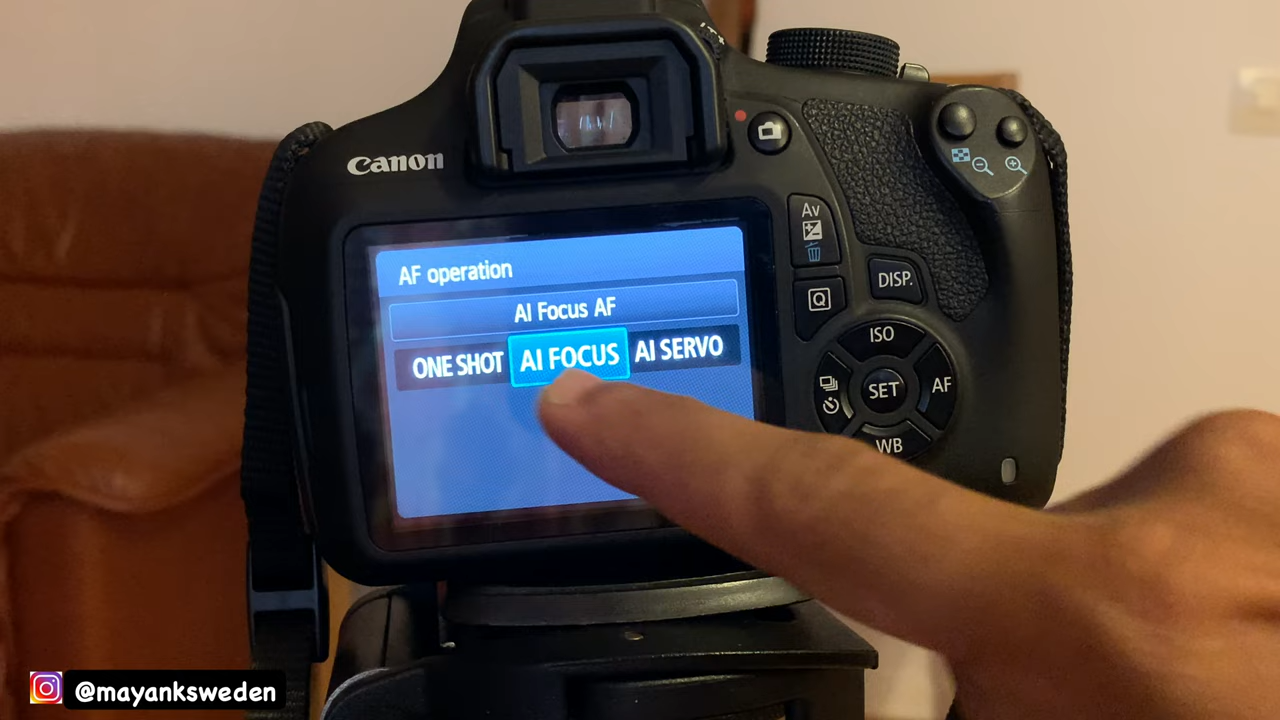 Canon
Av
Q
DISP.
AF operation
AI Focus AF
ONE SHOT AI FOCUS AI SERVO
ISO
SET
AF
WB
@mayanksweden